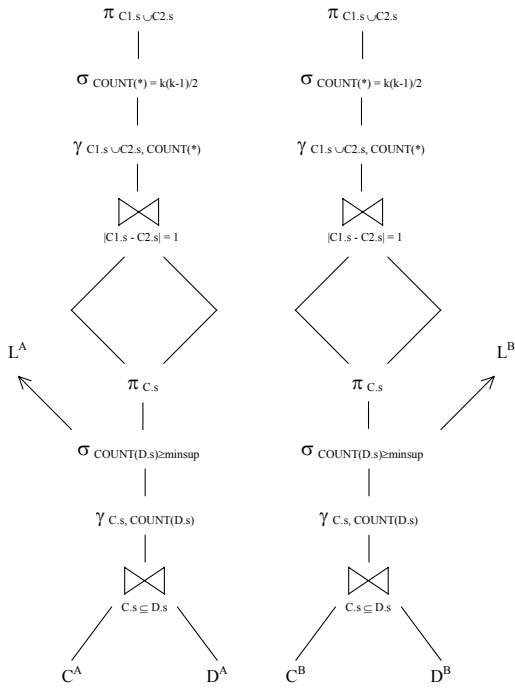 π C1.s ∪C2.s π C1.s ∪C2.s
σ COUNT(*) = k(k-1)/2 σ COUNT(*) = k(k-1)/2
γ C1.s ∪C2.s, COUNT(*) γ C1.s ∪C2.s, COUNT(*)
|C1.s - C2.s| = 1 |C1.s - C2.s| = 1
L^A L^B
π C.s π C.s
σ COUNT(D.s)≥minsup σ COUNT(D.s)≥minsup
γ C.s, COUNT(D.s) γ C.s, COUNT(D.s)
C.s ⊆ D.s C.s ⊆ D.s
C^A D^A C^B D^B